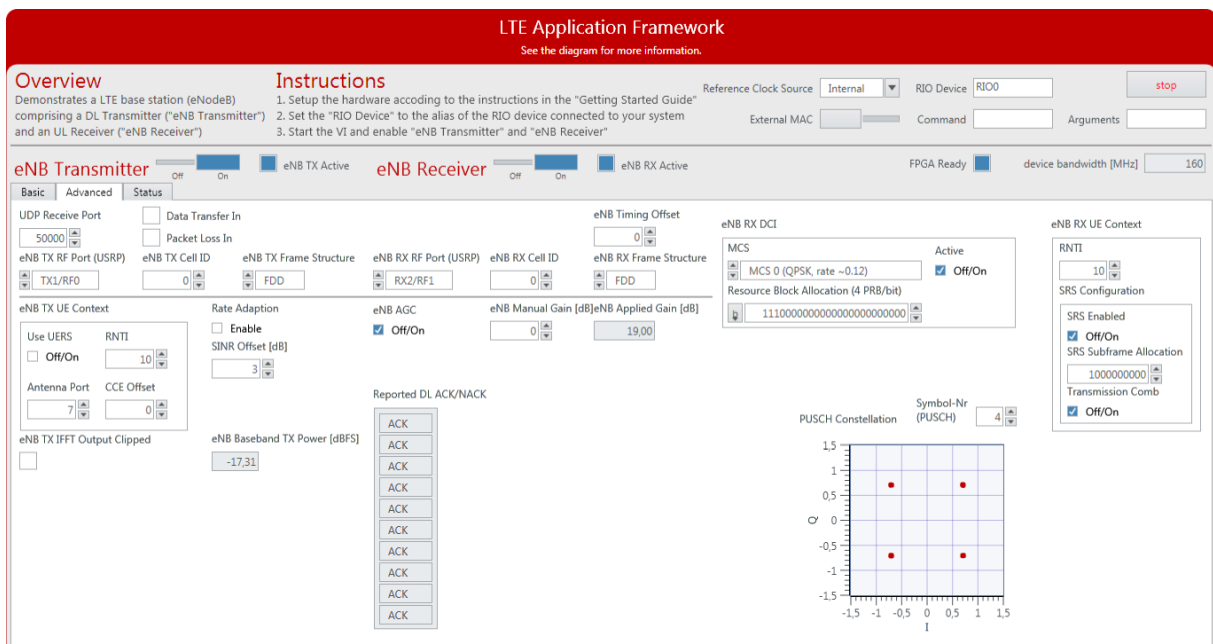 LTE Application Framework
See the diagram for more information.
Overview
Demonstrates a LTE base station (eNodeB)
comprising a DL Transmitter ("eNB Transmitter")
and an UL Receiver ("eNB Receiver")
Instructions
1. Setup the hardware accoding to the instructions in the "Getting Started Guide"
2. Set the "RIO Device" to the alias of the RIO device connected to your system
3. Start the VI and enable "eNB Transmitter" and "eNB Receiver"
Reference Clock Source Internal RIO Device RIO0 stop
External MAC Command Arguments
eNB Transmitter Off On eNB TX Active eNB Receiver Off On eNB RX Active FPGA Ready device bandwidth [MHz] 160
Basic Advanced Status
UDP Receive Port
50000
Data Transfer In
Packet Loss In
eNB Timing Offset
0
eNB TX RF Port (USRP) eNB TX Cell ID eNB TX Frame Structure eNB RX RF Port (USRP) eNB RX Cell ID eNB RX Frame Structure
TX1/RF0 0 FDD RX2/RF1 0 FDD
eNB TX UE Context
Use UERS RNTI
Off/On 10
Antenna Port CCE Offset
7 0
eNB TX IFFT Output Clipped
Rate Adaption
Enable
SINR Offset [dB]
3
eNB Baseband TX Power [dBFS]
-17,31
eNB AGC
Off/On
eNB Manual Gain [dB]
0
eNB Applied Gain [dB]
19,00
Reported DL ACK/NACK
ACK
ACK
ACK
ACK
ACK
ACK
ACK
ACK
ACK
ACK
eNB RX DCI
MCS
MCS 0 (QPSK, rate ~0.12)
Active
Off/On
Resource Block Allocation (4 PRB/bit)
b 1110000000000000000000000
PUSCH Constellation
Symbol-Nr
(PUSCH) 4
1,5
1
0,5
0
-0,5
-1
-1,5
Q
-1,5 -1 -0,5 0 0,5 1 1,5
I
eNB RX UE Context
RNTI
10
SRS Configuration
SRS Enabled
Off/On
SRS Subframe Allocation
1000000000
Transmission Comb
Off/On